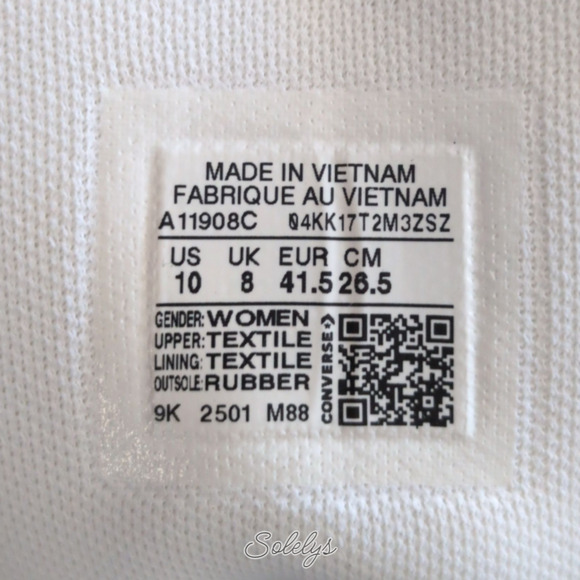 MADE IN VIETNAM
FABRIQUE AU VIETNAM
A11908C 04KK17T2M3ZSZ
US UK EUR CM
10 8 41.5 26.5
GENDER: WOMEN
UPPER: TEXTILE
LINING: TEXTILE
OUTSOLE: RUBBER
CONVERSE
9K 2501 M88
Solelys